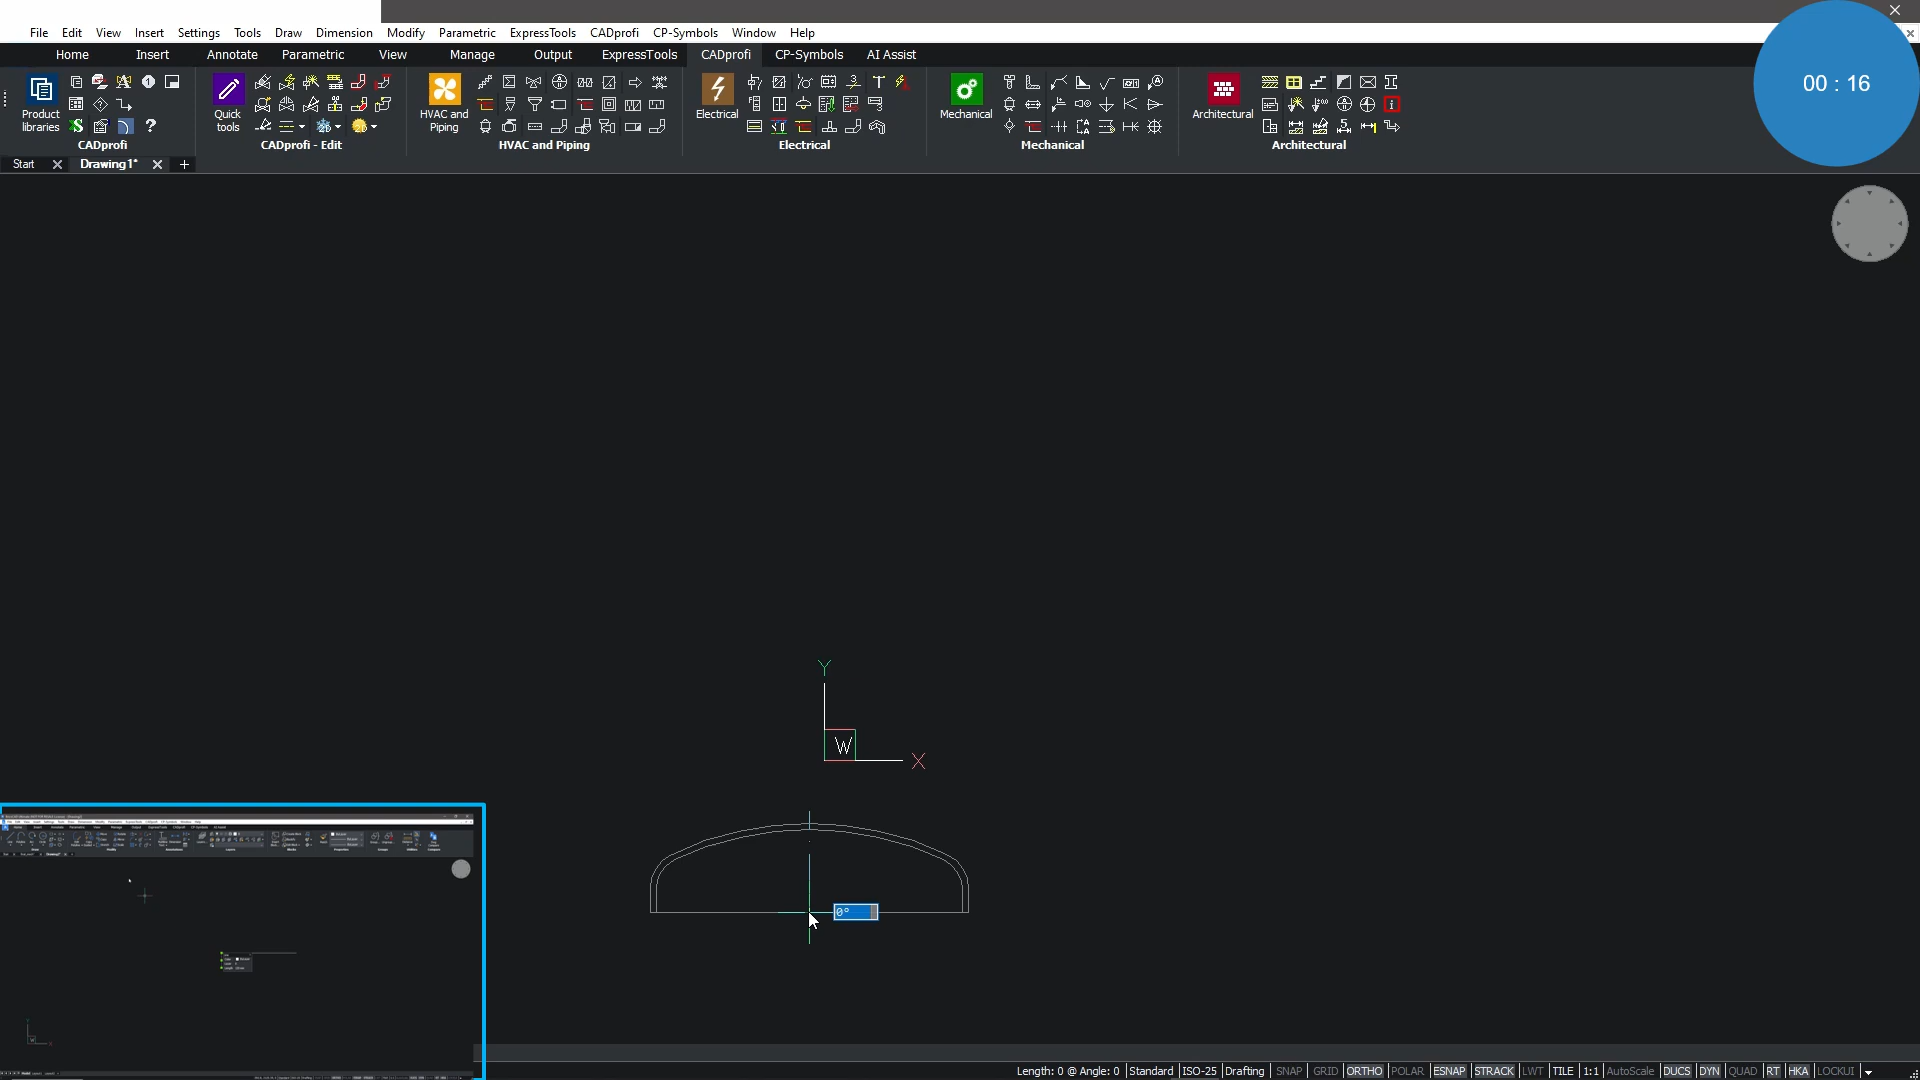 File Edit View Insert Settings Tools Draw Dimension Modify Parametric ExpressTools CADprofi CP-Symbols Window Help
Home Insert Annotate Parametric View Manage Output ExpressTools CADprofi CP-Symbols AI Assist
00 : 16
Product libraries
Quick tools
HVAC and Piping
Electrical
Mechanical
Architectural
CADprofi CADprofi - Edit HVAC and Piping Electrical Mechanical Architectural
Start Drawing1*
Y
W
X
0°
Length: 0 @ Angle: 0 Standard ISO-25 Drafting SNAP GRID ORTHO POLAR ESNAP STRACK LWT TILE 1:1 AutoScale DUCS DYN QUAD RT HKA LOCKUI